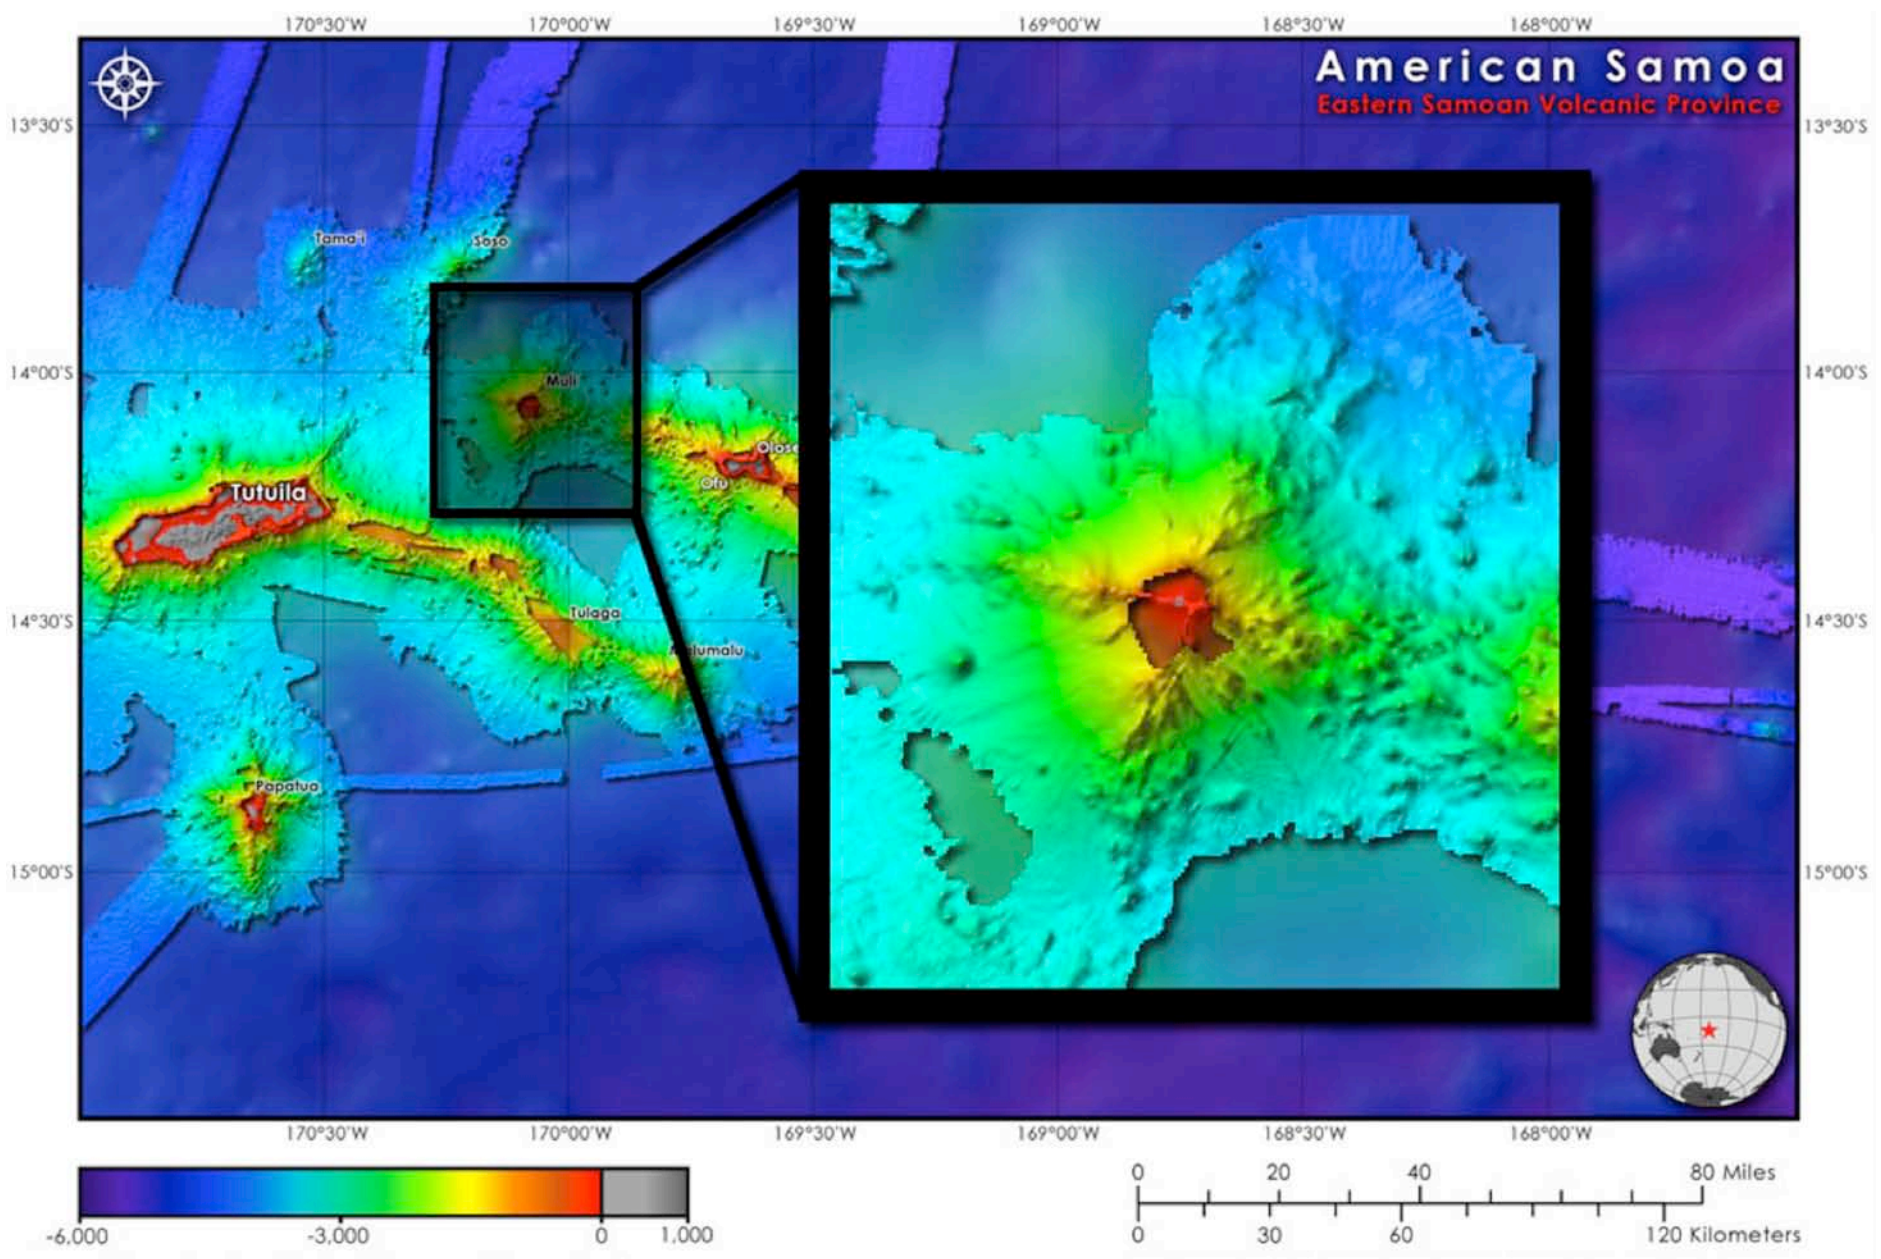 170°30'W 170°00'W 169°30'W 169°00'W 168°30'W 168°00'W
American Samoa
Eastern Samoan Volcanic Province
13°30'S 13°30'S
Tama'i Soso
14°00'S 14°00'S
Muli
Olose
Ofu
Tutuila
Tulaga
14°30'S 14°30'S
lumalu
Papatua
15°00'S 15°00'S
170°30'W 170°00'W 169°30'W 169°00'W 168°30'W 168°00'W
0 20 40 80 Miles
-6,000 -3,000 0 1,000
0 30 60 120 Kilometers